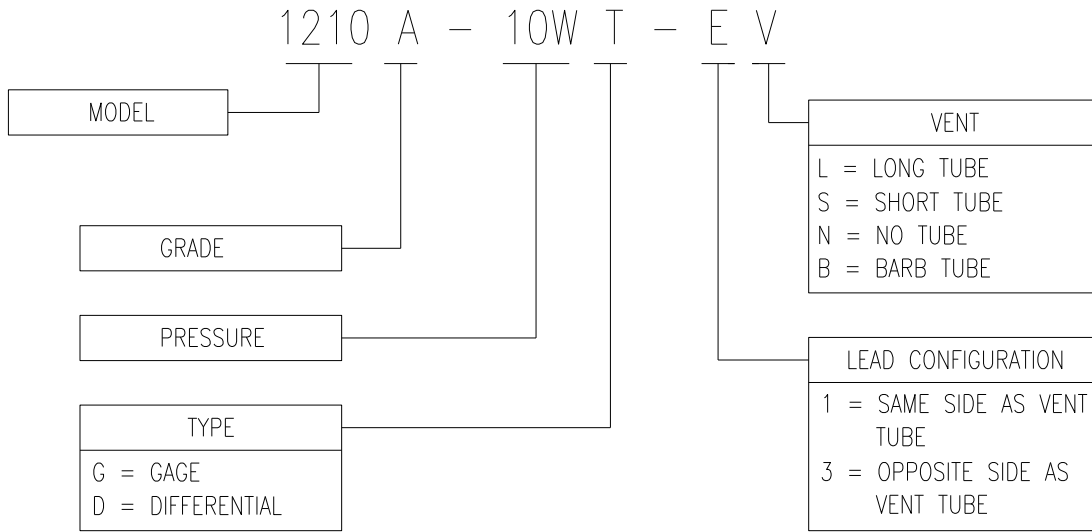 1210 A - 10W T - E V
MODEL
GRADE
PRESSURE
TYPE
G = GAGE
D = DIFFERENTIAL
VENT
L = LONG TUBE
S = SHORT TUBE
N = NO TUBE
B = BARB TUBE
LEAD CONFIGURATION
1 = SAME SIDE AS VENT
TUBE
3 = OPPOSITE SIDE AS
VENT TUBE